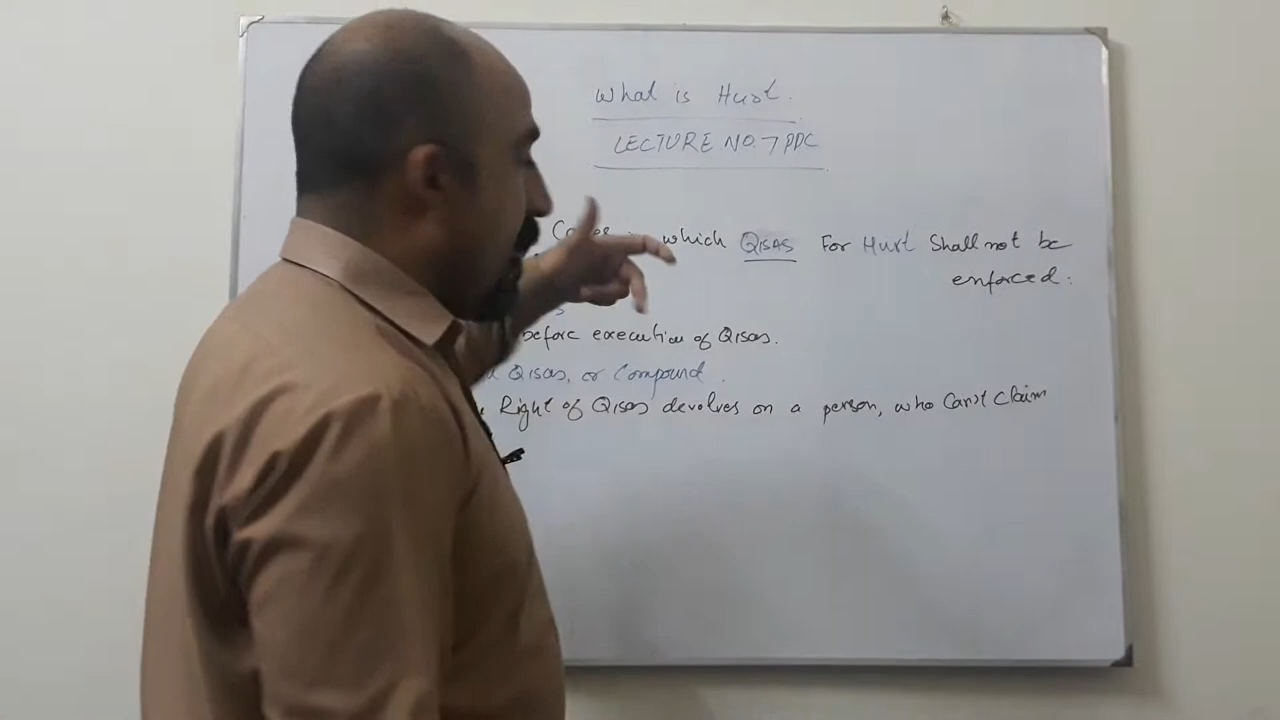 What is Hurt.
LECTURE NO. 7 PPC
which QISAS For Hurt Shall not be
enforced:
before execution of Qisas.
Qisas, or Compound.
Right of Qisas devolves on a person, who Can't Claim